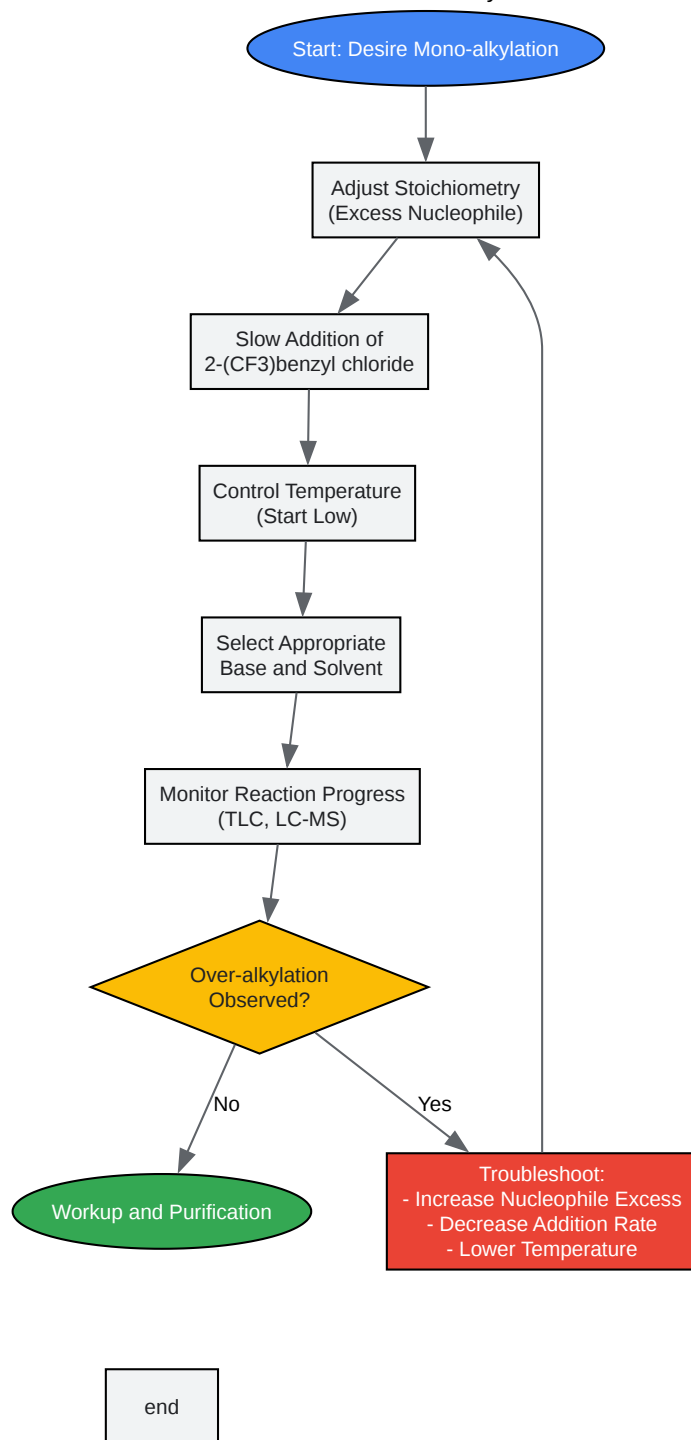 Start: Desire Mono-alkylation
Adjust Stoichiometry
(Excess Nucleophile)
Slow Addition of
2-(CF3)benzyl chloride
Control Temperature
(Start Low)
Select Appropriate
Base and Solvent
Monitor Reaction Progress
(TLC, LC-MS)
Over-alkylation
Observed?
No
Yes
Workup and Purification
Troubleshoot:
- Increase Nucleophile Excess
- Decrease Addition Rate
- Lower Temperature
end